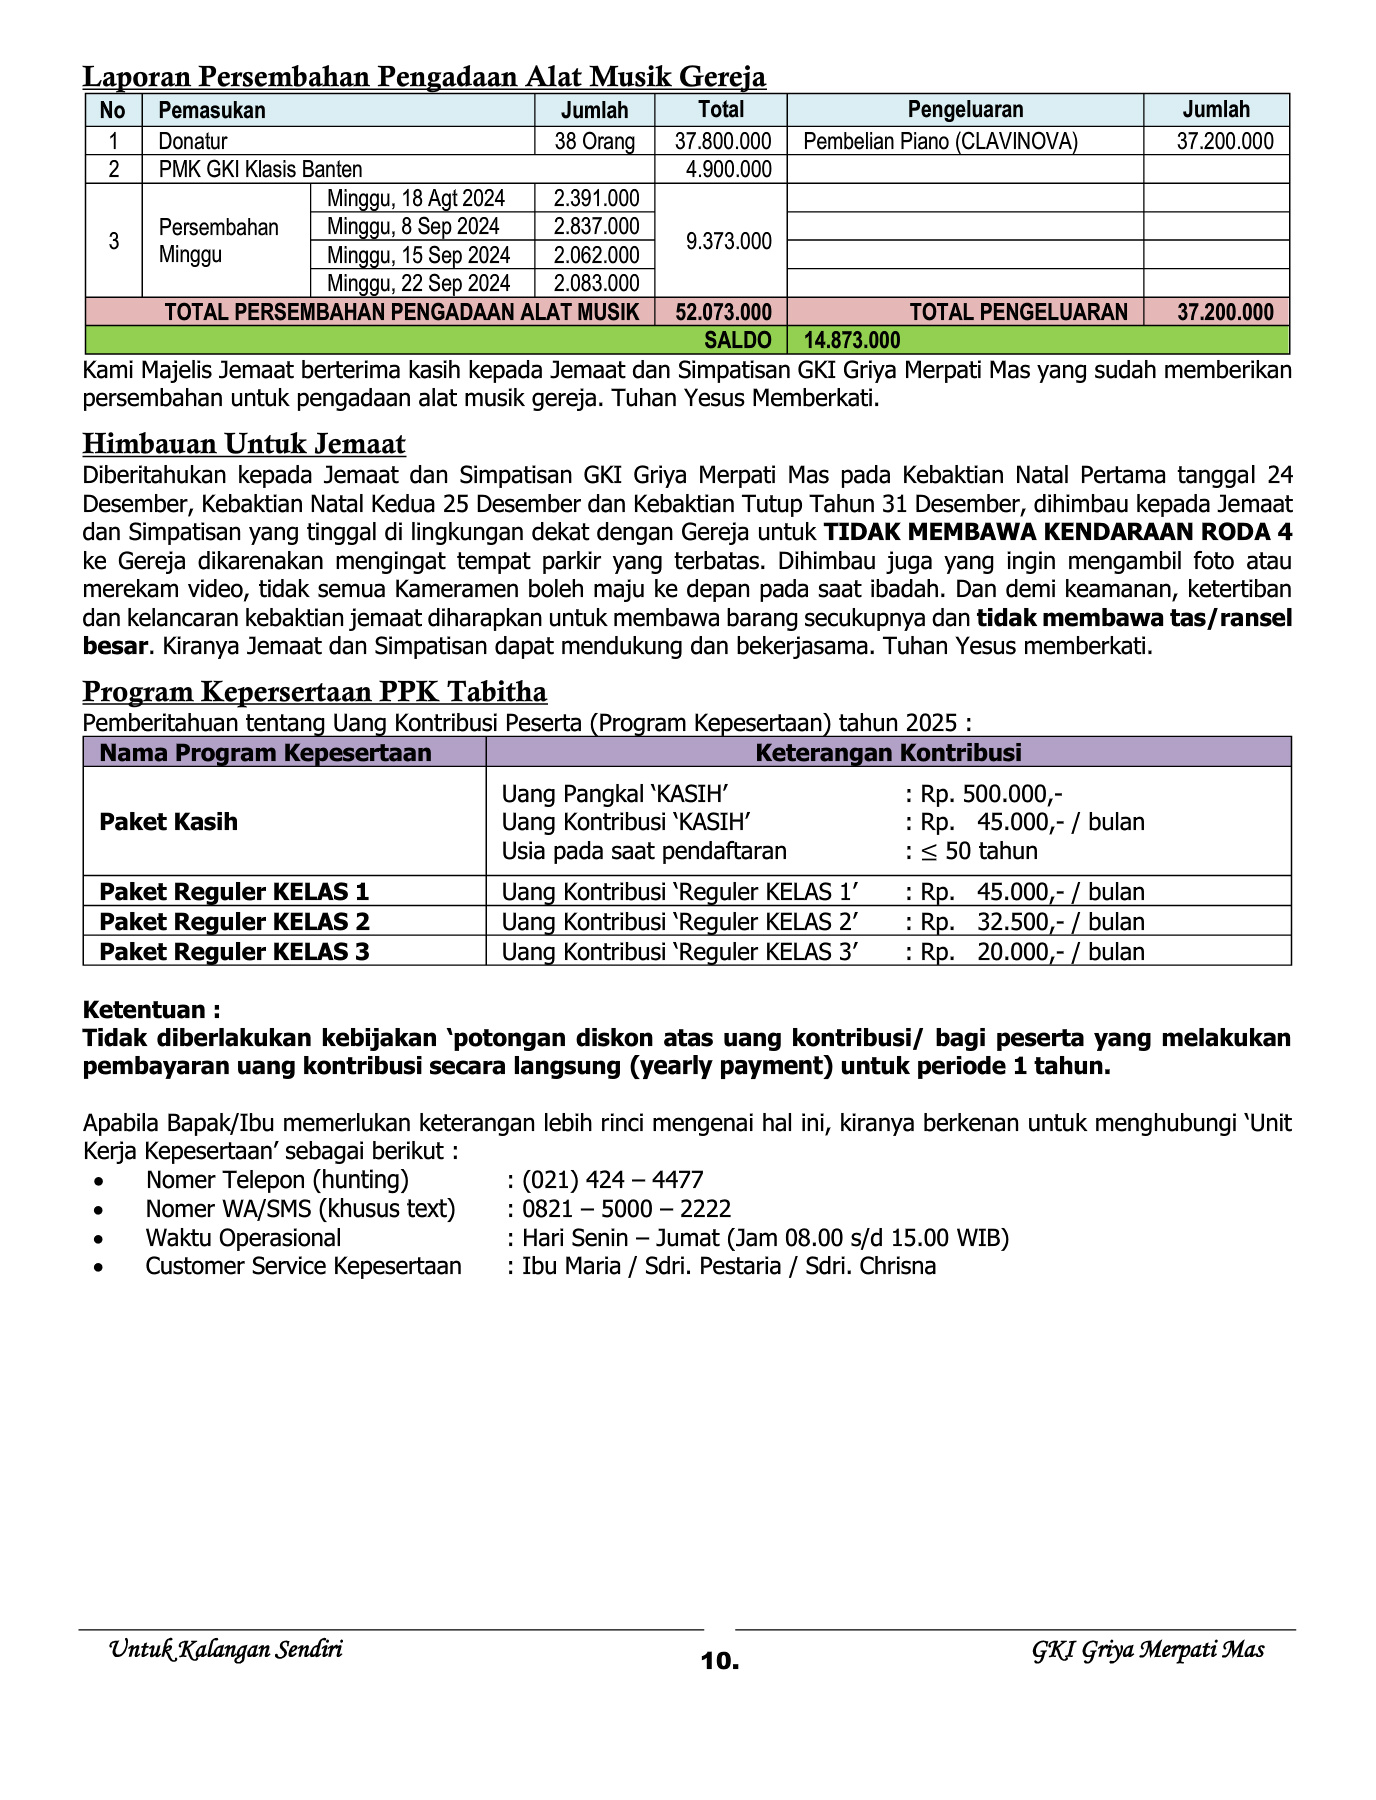 Laporan Persembahan Pengadaan Alat Musik Gereja
No Pemasukan Jumlah Total Pengeluaran Jumlah
1 Donatur 38 Orang 37.800.000 Pembelian Piano (CLAVINOVA) 37.200.000
2 PMK GKI Klasis Banten 4.900.000
3 Persembahan Minggu Minggu, 18 Agt 2024 2.391.000 9.373.000
Minggu, 8 Sep 2024 2.837.000
Minggu, 15 Sep 2024 2.062.000
Minggu, 22 Sep 2024 2.083.000
TOTAL PERSEMBAHAN PENGADAAN ALAT MUSIK 52.073.000 TOTAL PENGELUARAN 37.200.000
SALDO 14.873.000
Kami Majelis Jemaat berterima kasih kepada Jemaat dan Simpatisan GKI Griya Merpati Mas yang sudah memberikan
persembahan untuk pengadaan alat musik gereja. Tuhan Yesus Memberkati.
Himbauan Untuk Jemaat
Diberitahukan kepada Jemaat dan Simpatisan GKI Griya Merpati Mas pada Kebaktian Natal Pertama tanggal 24
Desember, Kebaktian Natal Kedua 25 Desember dan Kebaktian Tutup Tahun 31 Desember, dihimbau kepada Jemaat
dan Simpatisan yang tinggal di lingkungan dekat dengan Gereja untuk TIDAK MEMBAWA KENDARAAN RODA 4
ke Gereja dikarenakan mengingat tempat parkir yang terbatas. Dihimbau juga yang ingin mengambil foto atau
merekam video, tidak semua Kameramen boleh maju ke depan pada saat ibadah. Dan demi keamanan, ketertiban
dan kelancaran kebaktian jemaat diharapkan untuk membawa barang secukupnya dan tidak membawa tas/ransel
besar. Kiranya Jemaat dan Simpatisan dapat mendukung dan bekerjasama. Tuhan Yesus memberkati.
Program Kepersertaan PPK Tabitha
Pemberitahuan tentang Uang Kontribusi Peserta (Program Kepesertaan) tahun 2025 :
Nama Program Kepesertaan Keterangan Kontribusi
Paket Kasih
Uang Pangkal ‘KASIH’ : Rp. 500.000,-
Uang Kontribusi ‘KASIH’ : Rp. 45.000,- / bulan
Usia pada saat pendaftaran : ≤ 50 tahun
Paket Reguler KELAS 1 Uang Kontribusi ‘Reguler KELAS 1’ : Rp. 45.000,- / bulan
Paket Reguler KELAS 2 Uang Kontribusi ‘Reguler KELAS 2’ : Rp. 32.500,- / bulan
Paket Reguler KELAS 3 Uang Kontribusi ‘Reguler KELAS 3’ : Rp. 20.000,- / bulan
Ketentuan :
Tidak diberlakukan kebijakan ‘potongan diskon atas uang kontribusi/ bagi peserta yang melakukan
pembayaran uang kontribusi secara langsung (yearly payment) untuk periode 1 tahun.
Apabila Bapak/Ibu memerlukan keterangan lebih rinci mengenai hal ini, kiranya berkenan untuk menghubungi ‘Unit
Kerja Kepesertaan’ sebagai berikut :
• Nomer Telepon (hunting) : (021) 424 – 4477
• Nomer WA/SMS (khusus text) : 0821 – 5000 – 2222
• Waktu Operasional : Hari Senin – Jumat (Jam 08.00 s/d 15.00 WIB)
• Customer Service Kepesertaan : Ibu Maria / Sdri. Pestaria / Sdri. Chrisna
Untuk Kalangan Sendiri 10. GKI Griya Merpati Mas